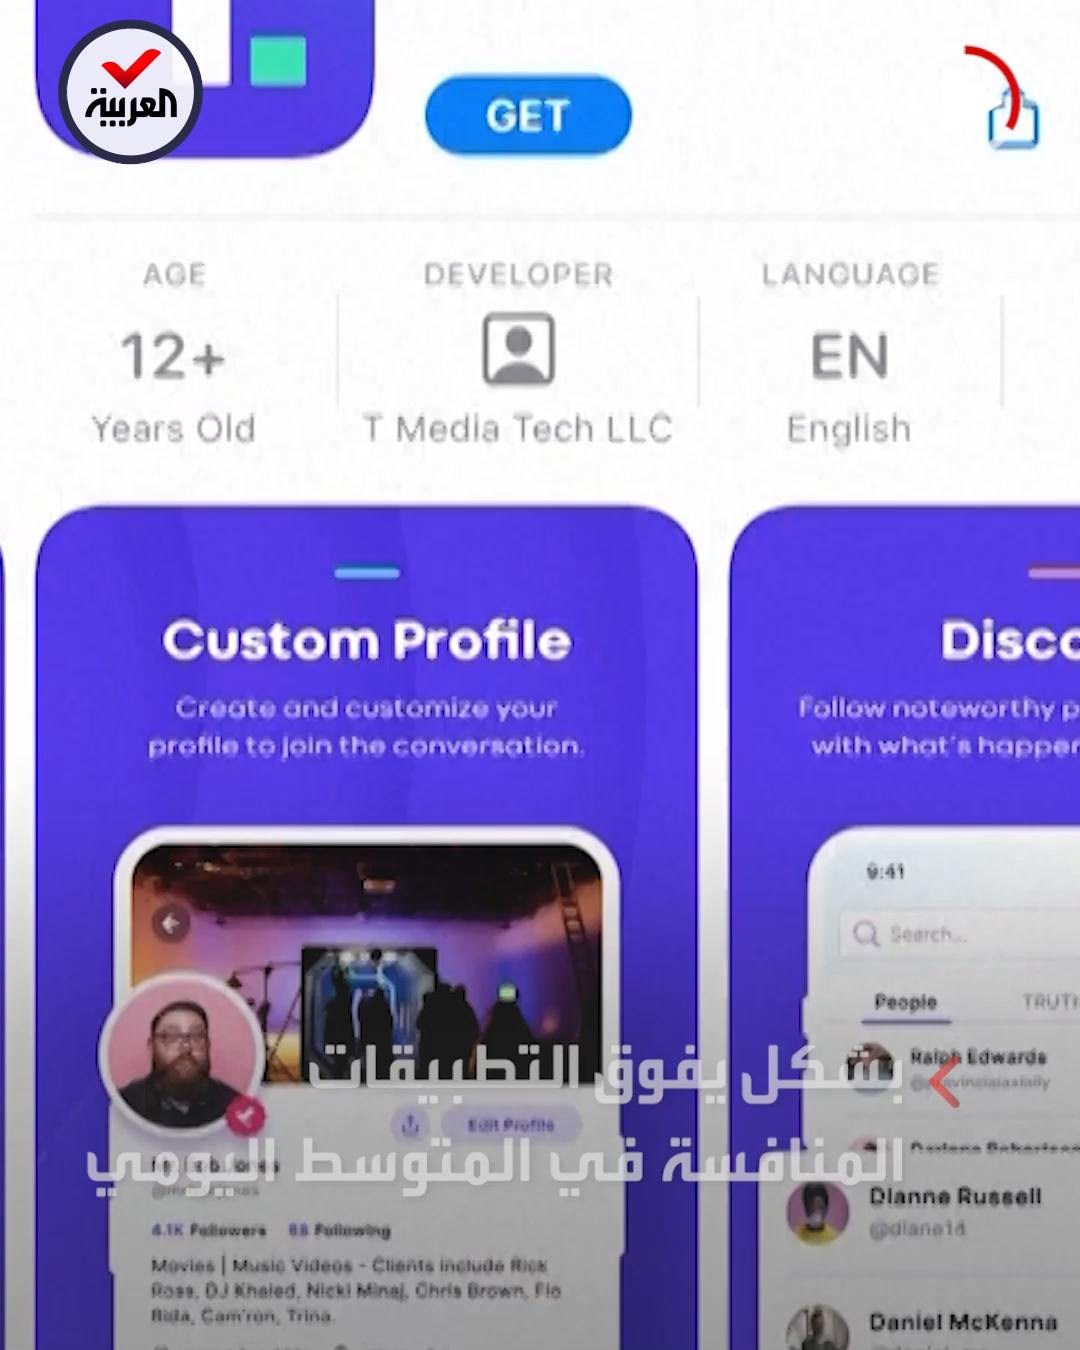 العربية
GET
AGE
DEVELOPER
LANGUAGE
12+
EN
Years Old
T Media Tech LLC
English
Custom Profile
Create and customize your
profile to join the conversation.
Disco
Follow noteworthy p
with what's happen
9:41
Search...
People
TRUTH
Ralph Edwards
بشكل يفوق التطبيقات
المنافسة في المتوسط اليومي
Edit Profile
Dianne Russell
@diane14
4.1K Followers 88 Following
Movies | Music Videos - Clients include Rick
Ross, DJ Khaled, Nicki Minaj, Chris Brown, Flo
Rida, Cam'ron, Trina.
Daniel McKenna